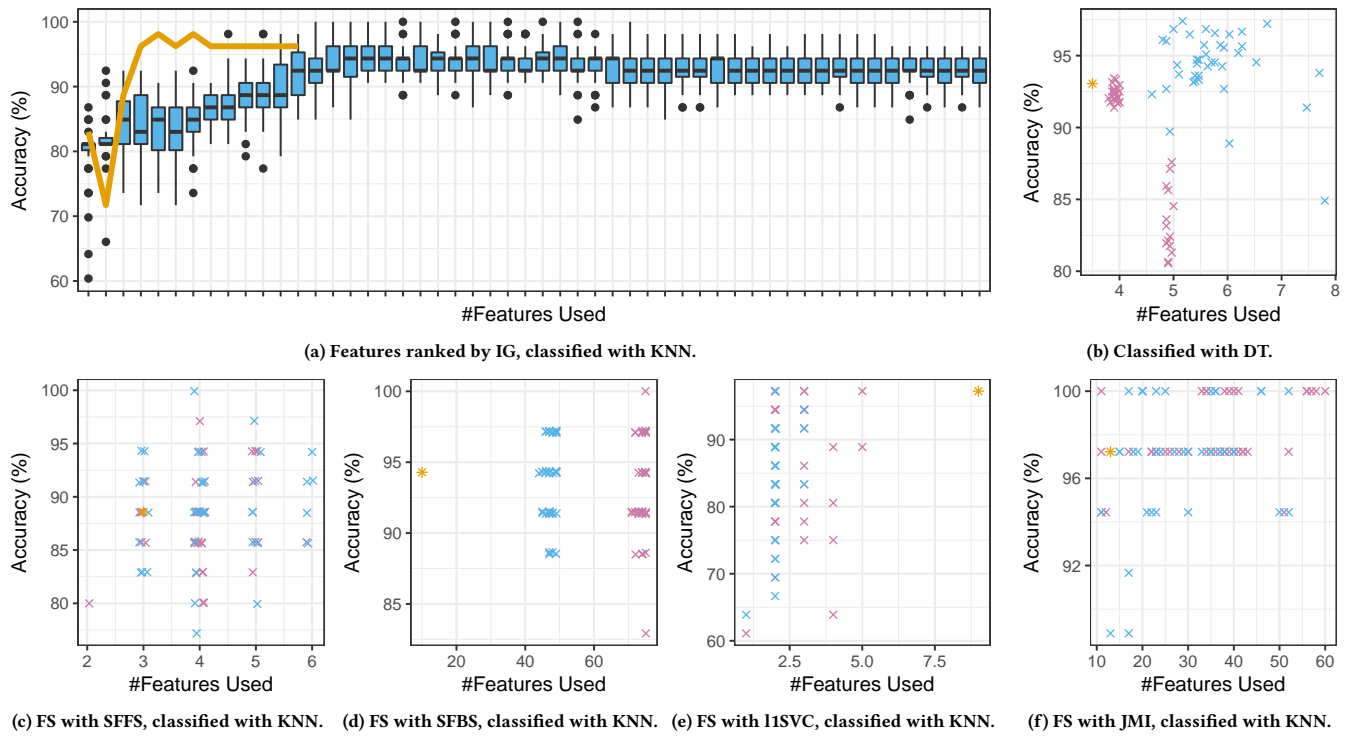 100
90
80
70
60
Accuracy (%)
#Features Used
(a) Features ranked by IG, classified with KNN.
95
90
85
80
Accuracy (%)
4 5 6 7 8
#Features Used
(b) Classified with DT.
100
95
90
85
80
Accuracy (%)
2 3 4 5 6
#Features Used
(c) FS with SFFS, classified with KNN.
100
95
90
85
Accuracy (%)
20 40 60
#Features Used
(d) FS with SFBS, classified with KNN.
90
80
70
60
Accuracy (%)
2.5 5.0 7.5
#Features Used
(e) FS with l1SVC, classified with KNN.
100
96
92
Accuracy (%)
10 20 30 40 50 60
#Features Used
(f) FS with JMI, classified with KNN.